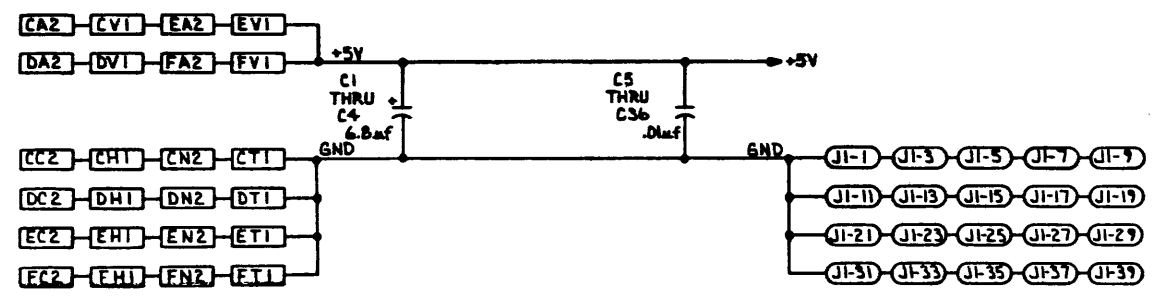 CA2 CV1 EA2 EV1
DA2 DV1 FA2 FV1
+5V
+5V
C1
THRU
C4
6.8uf
+
C5
THRU
C36
.01uf
GND
GND
CC2 CH1 CN2 CT1
DC2 DH1 DN2 DT1
EC2 EH1 EN2 ET1
FC2 FH1 FN2 FT1
J1-1 J1-3 J1-5 J1-7 J1-9
J1-11 J1-13 J1-15 J1-17 J1-19
J1-21 J1-23 J1-25 J1-27 J1-29
J1-31 J1-33 J1-35 J1-37 J1-39